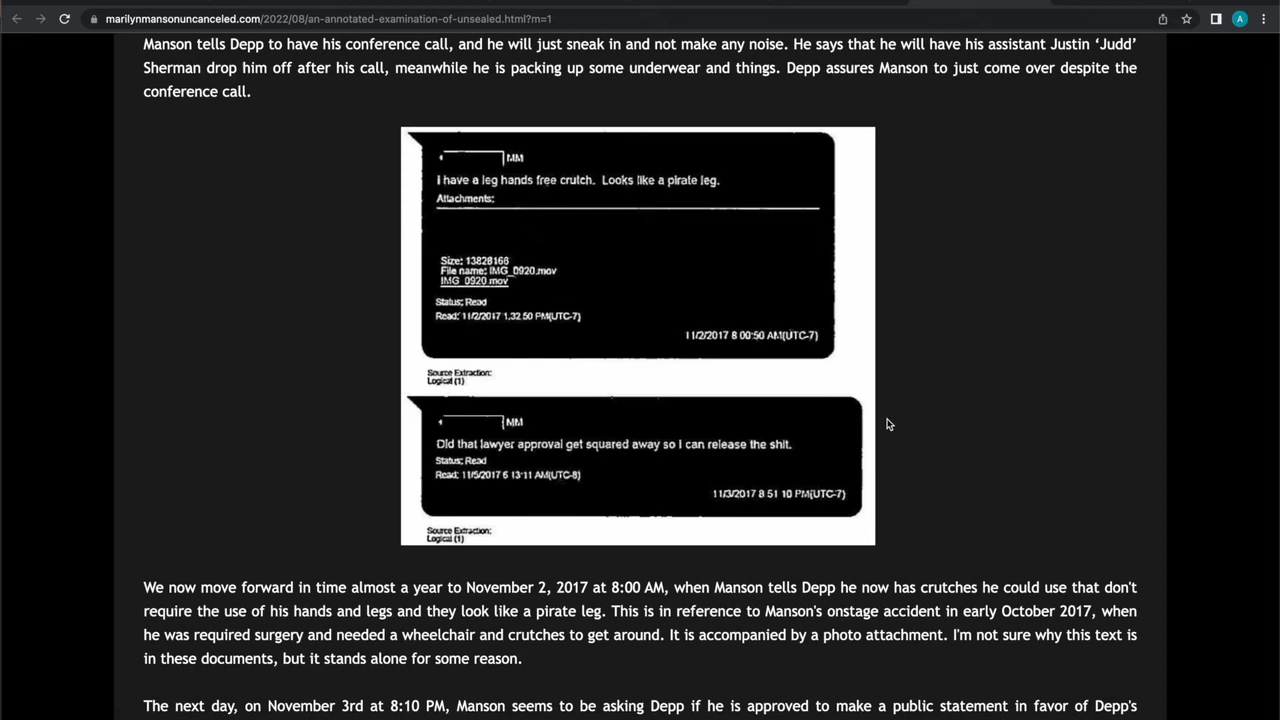 marilynmansonuncanceled.com/2022/08/an-annotated-examination-of-unsealed.html?m=1
A
Manson tells Depp to have his conference call, and he will just sneak in and not make any noise. He says that he will have his assistant Justin ‘Judd’
Sherman drop him off after his call, meanwhile he is packing up some underwear and things. Depp assures Manson to just come over despite the
conference call.
MM
I have a leg hands free crutch. Looks like a pirate leg.
Attachments:
Size: 13828166
File name: IMG_0920.mov
IMG_0920.mov
Status: Read
Read: 11/2/2017 1:32:50 PM(UTC-7)
11/2/2017 8:00:50 AM(UTC-7)
Source Extraction:
Logical (1)
MM
Did that lawyer approval get squared away so I can release the shit.
Status: Read
Read: 11/5/2017 6:13:11 AM(UTC-8)
11/3/2017 8:51:10 PM(UTC-7)
Source Extraction:
Logical (1)
We now move forward in time almost a year to November 2, 2017 at 8:00 AM, when Manson tells Depp he now has crutches he could use that don't
require the use of his hands and legs and they look like a pirate leg. This is in reference to Manson's onstage accident in early October 2017, when
he was required surgery and needed a wheelchair and crutches to get around. It is accompanied by a photo attachment. I'm not sure why this text is
in these documents, but it stands alone for some reason.
The next day, on November 3rd at 8:10 PM, Manson seems to be asking Depp if he is approved to make a public statement in favor of Depp's